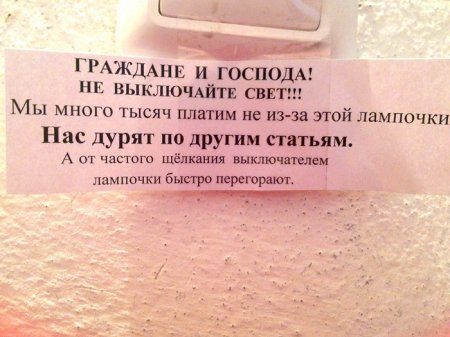 ГРАЖДАНЕ И ГОСПОДА!
НЕ ВЫКЛЮЧАЙТЕ СВЕТ!!!
Мы много тысяч платим не из-за этой лампочки
Нас дурят по другим статьям.
А от частого щёлкания выключателем
лампочки быстро перегорают.